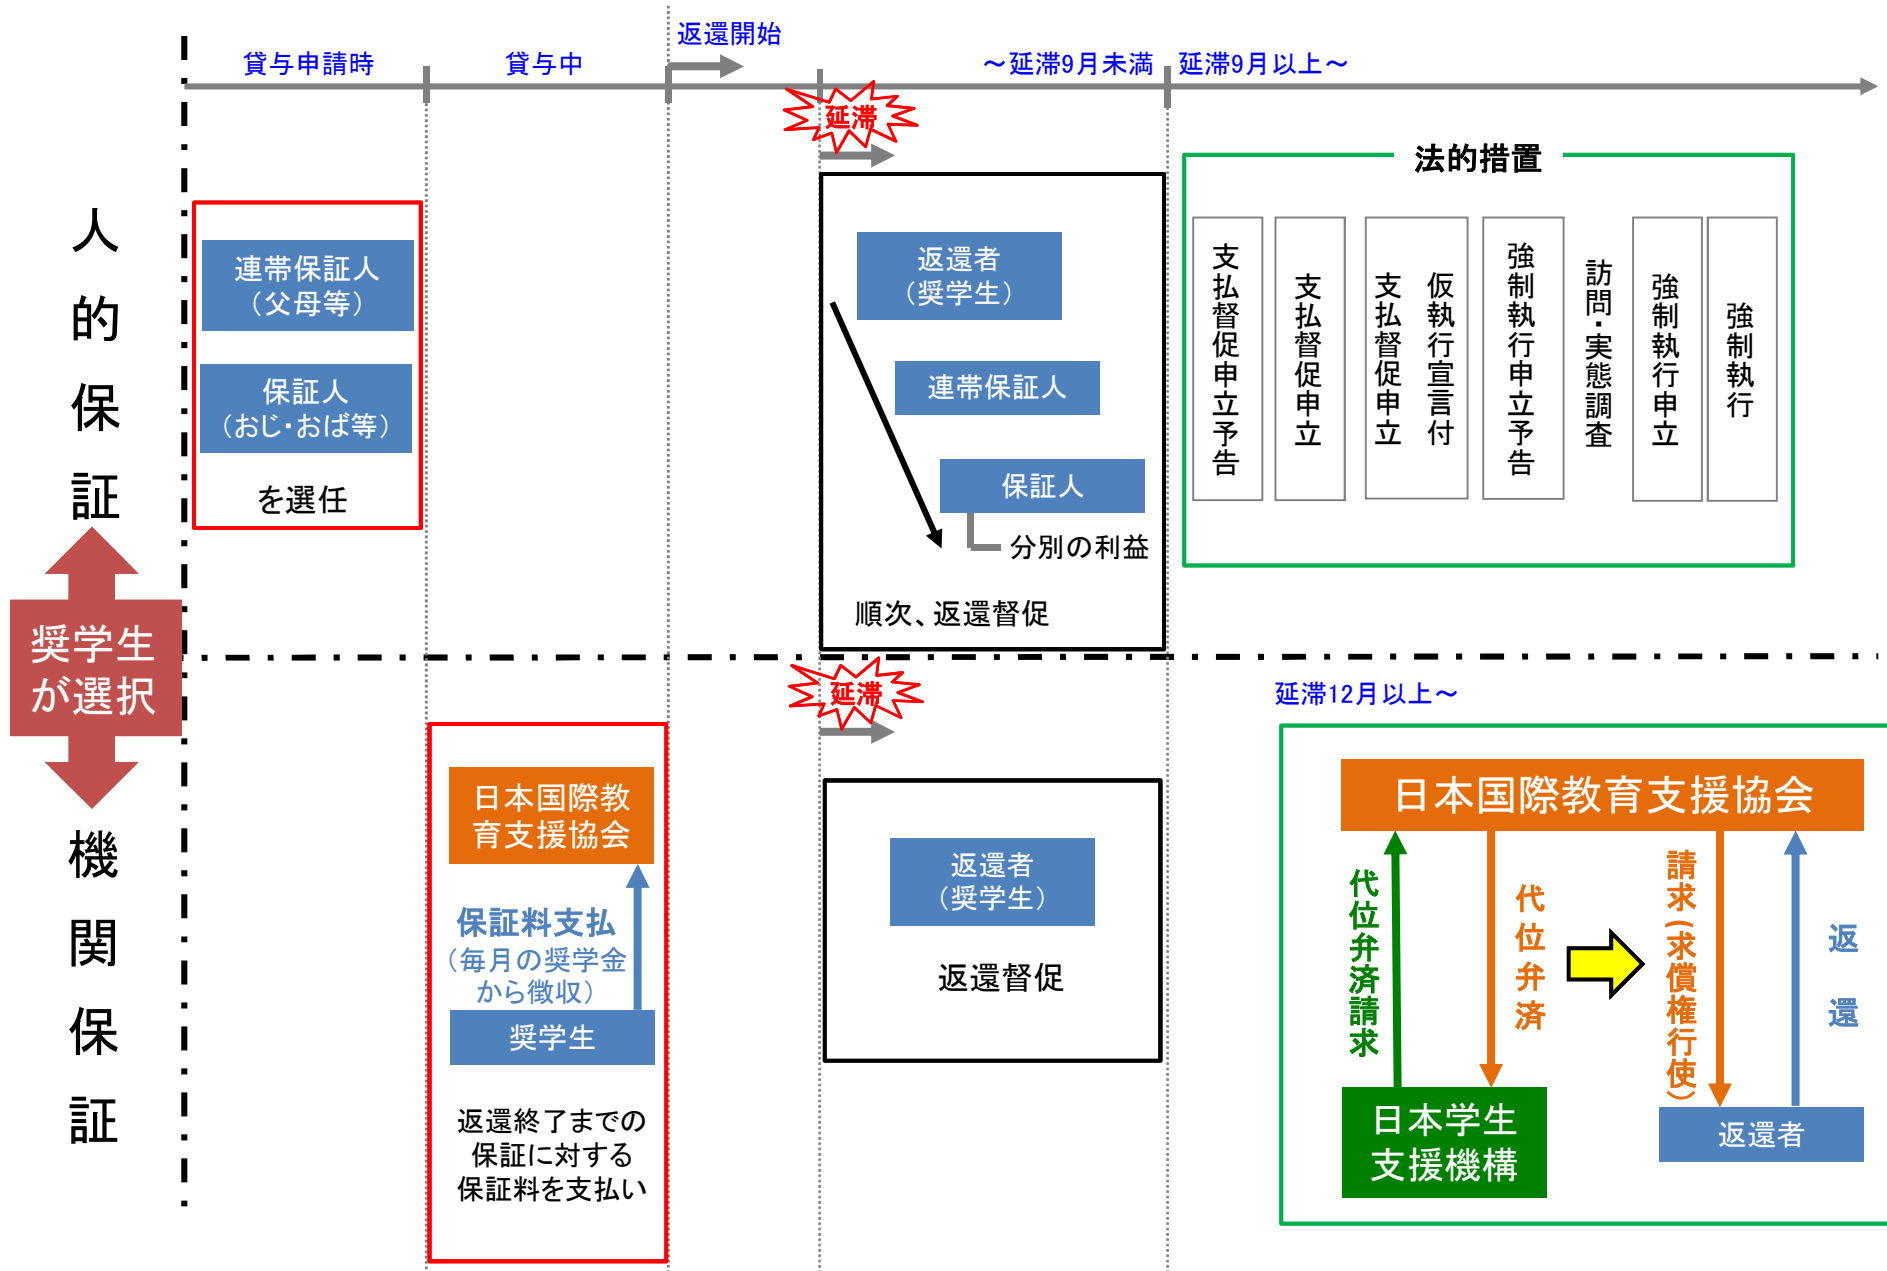 貸与申請時
貸与中
返還開始
～延滞9月未満
延滞9月以上～
人的保証
連帯保証人
（父母等）
保証人
（おじ・おば等）
を選任
延滞
返還者
（奨学生）
連帯保証人
保証人
分別の利益
順次、返還督促
法的措置
支払督促申立予告
支払督促申立
仮執行宣言付
支払督促申立
強制執行申立予告
訪問・実態調査
強制執行申立
強制執行
奨学生
が選択
機関保証
日本国際教
育支援協会
保証料支払
（毎月の奨学金
から徴収）
奨学生
返還終了までの
保証に対する
保証料を支払い
延滞
返還者
（奨学生）
返還督促
延滞12月以上～
日本国際教育支援協会
代位弁済請求
代位弁済
請求（求償権行使）
返還
日本学生
支援機構
返還者